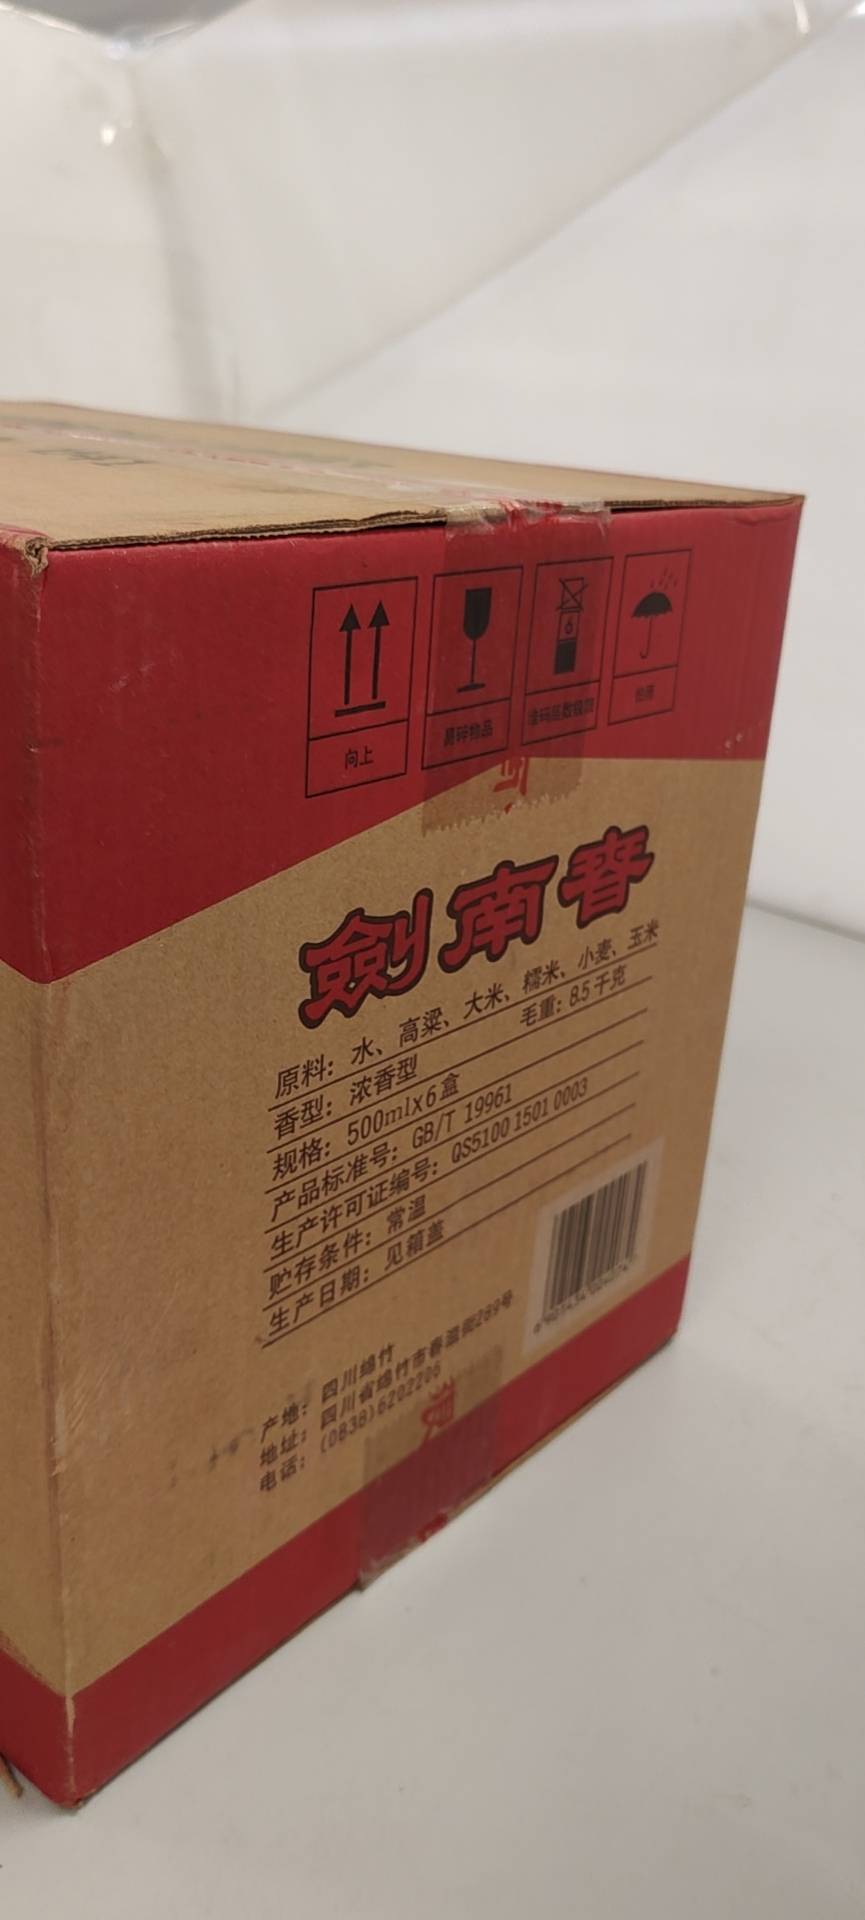 向上
易碎物品
堆码层数极限
怕雨
劍南春
原料：水、高粱、大米、糯米、小麦、玉米
香型：浓香型 毛重：8.5千克
规格：500mlx6盒
产品标准号：GB/T 19961
生产许可证编号：QS5100 1501 0003
贮存条件：常温
生产日期：见箱盖
产地：四川绵竹
地址：四川省绵竹市春溢街289号
电话：(0838)6202206